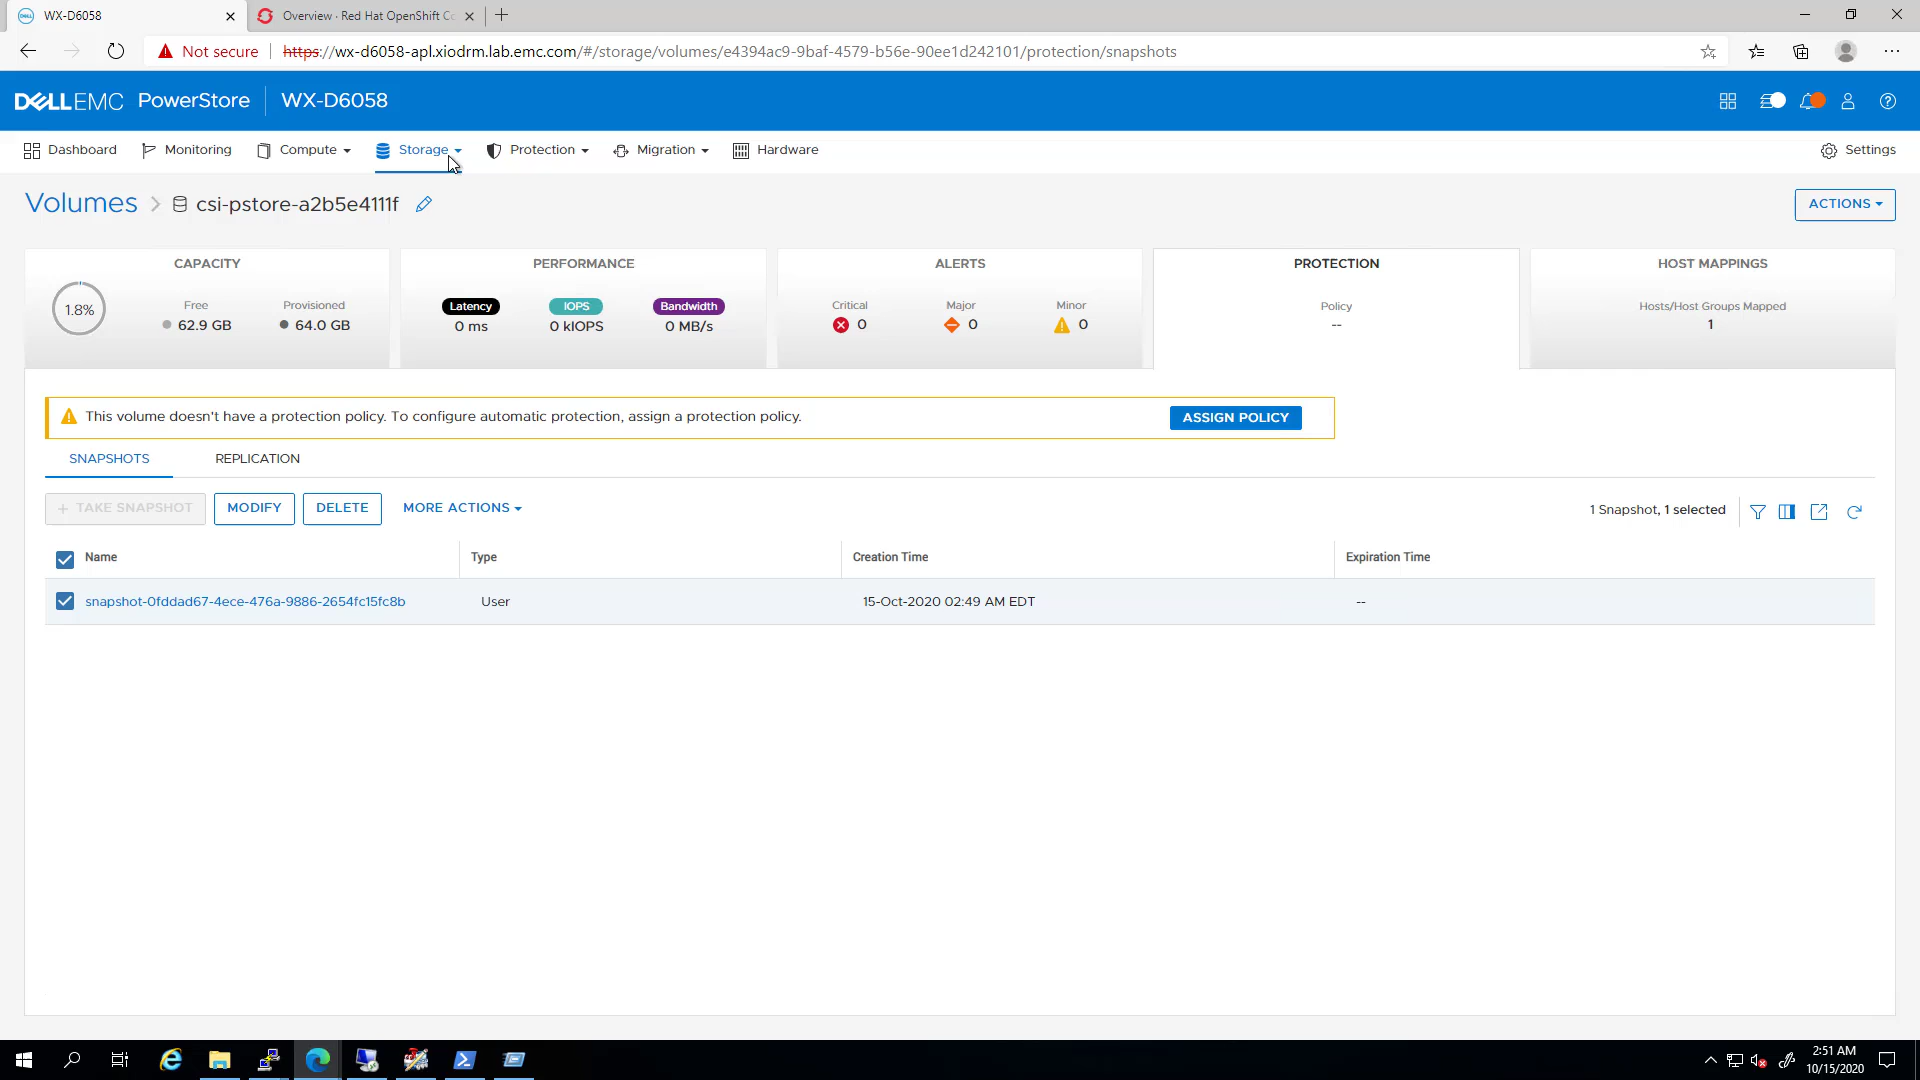 WX-D6058
Overview · Red Hat OpenShift Co
Not secure
https://wx-d6058-apl.xiodrm.lab.emc.com/#/storage/volumes/e4394ac9-9baf-4579-b56e-90ee1d242101/protection/snapshots
DELLEMC PowerStore WX-D6058
Dashboard Monitoring Compute Storage Protection Migration Hardware Settings
Volumes > csi-pstore-a2b5e4111f
ACTIONS
CAPACITY
1.8%
Free
62.9 GB
Provisioned
64.0 GB
PERFORMANCE
Latency
0 ms
IOPS
0 kIOPS
Bandwidth
0 MB/s
ALERTS
Critical
0
Major
0
Minor
0
PROTECTION
Policy
--
HOST MAPPINGS
Hosts/Host Groups Mapped
1
This volume doesn't have a protection policy. To configure automatic protection, assign a protection policy.
ASSIGN POLICY
SNAPSHOTS REPLICATION
+ TAKE SNAPSHOT MODIFY DELETE MORE ACTIONS
1 Snapshot, 1 selected
Name Type Creation Time Expiration Time
snapshot-0fddad67-4ece-476a-9886-2654fc15fc8b User 15-Oct-2020 02:49 AM EDT --
2:51 AM
10/15/2020